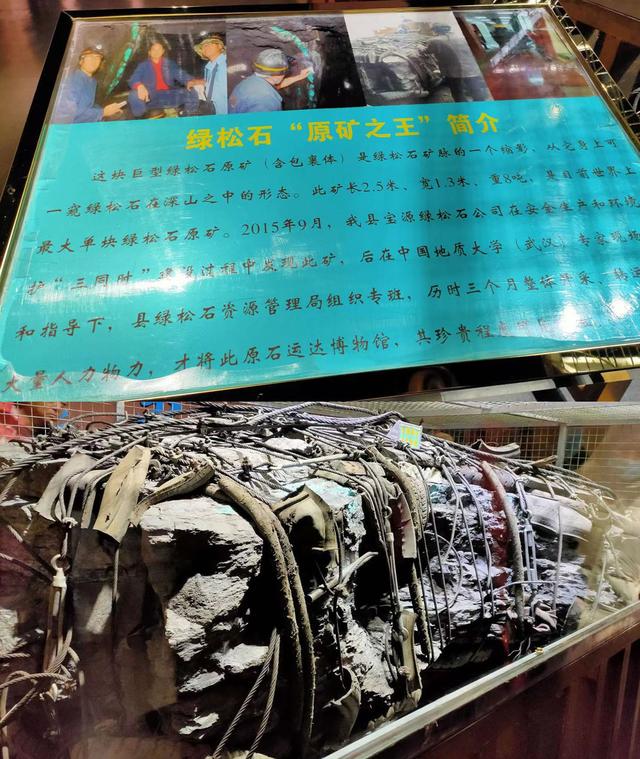 绿松石“原矿之王”简介
这块巨型绿松石原矿（含包裹体）是绿松石矿脉的一个缩影，从它身上可
一窥绿松石在深山之中的形态。此矿长2.5米、宽1.3米、重8吨，是目前世界上
最大单块绿松石原矿。2015年9月，我县宝源绿松石公司在安全生产和环境
矿“三同时”建设过程中发现此矿，后在中国地质大学（武汉）专家现场
和指导下，县绿松石资源管理局组织专班，历时三个月整体开采、
大量人力物力，才将此原石运达博物馆，其珍贵程度